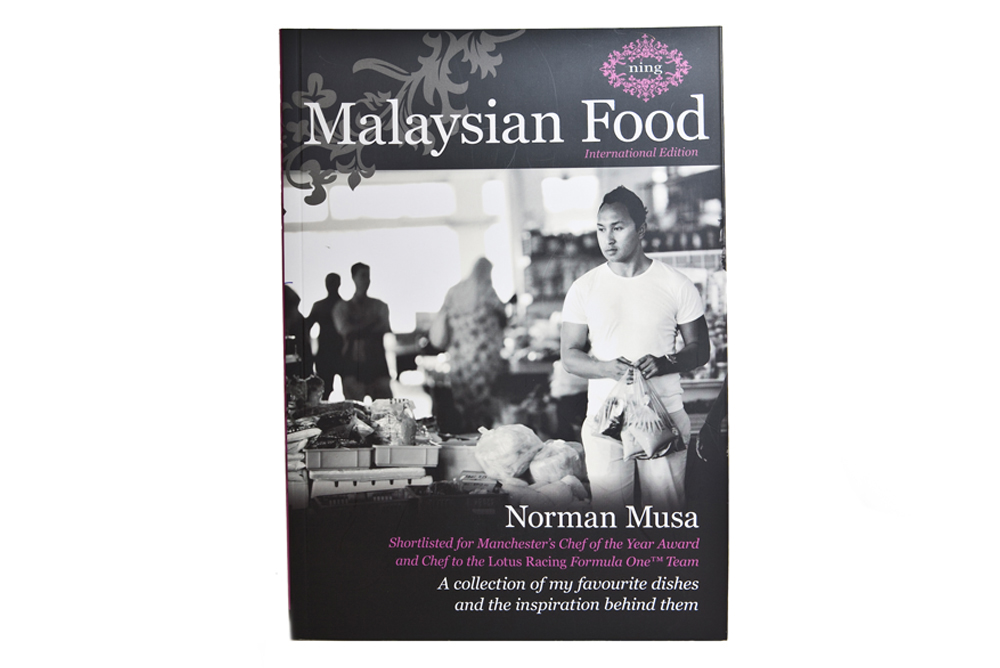 ning
Malaysian Food
International Edition
Norman Musa
Shortlisted for Manchester's Chef of the Year Award
and Chef to the Lotus Racing Formula One™ Team
A collection of my favourite dishes
and the inspiration behind them